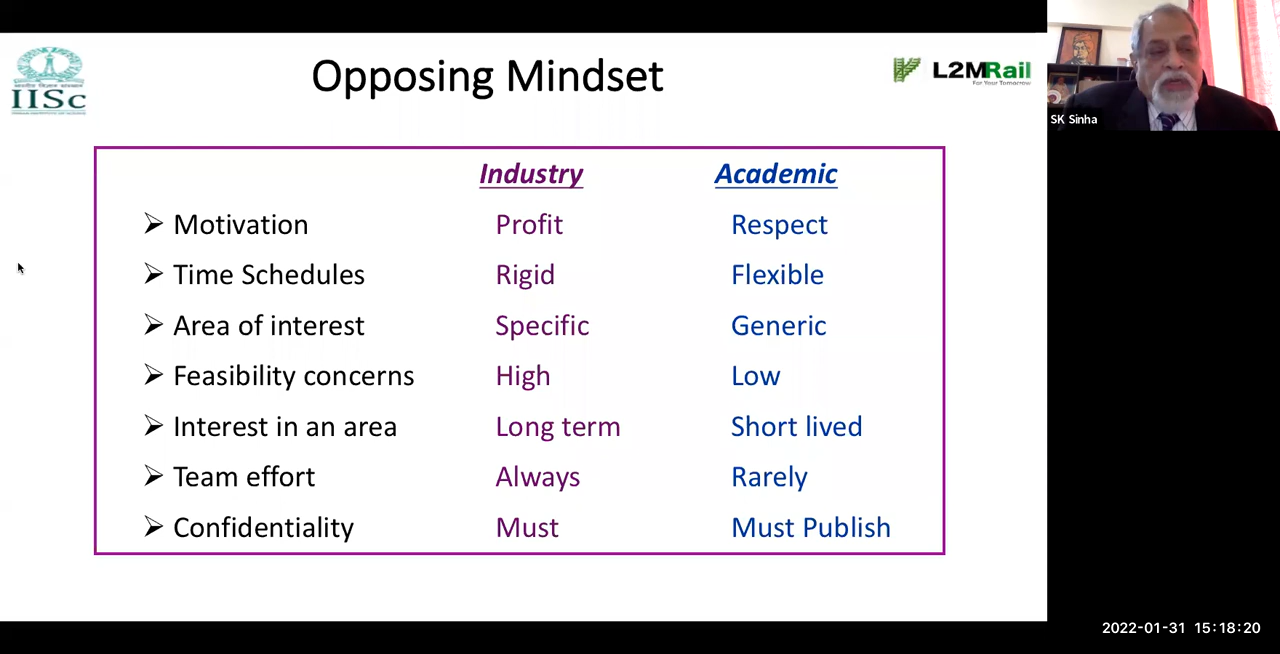 Opposing Mindset
IISc
L2MRail
For Your Tomorrow
SK Sinha
Industry Academic
➢ Motivation Profit Respect
➢ Time Schedules Rigid Flexible
➢ Area of interest Specific Generic
➢ Feasibility concerns High Low
➢ Interest in an area Long term Short lived
➢ Team effort Always Rarely
➢ Confidentiality Must Must Publish
2022-01-31 15:18:20